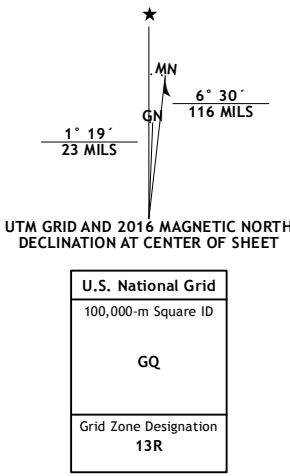 MN
GN
6° 30´
116 MILS
1° 19´
23 MILS
UTM GRID AND 2016 MAGNETIC NORTH
DECLINATION AT CENTER OF SHEET
U.S. National Grid
100,000-m Square ID
GQ
Grid Zone Designation
13R